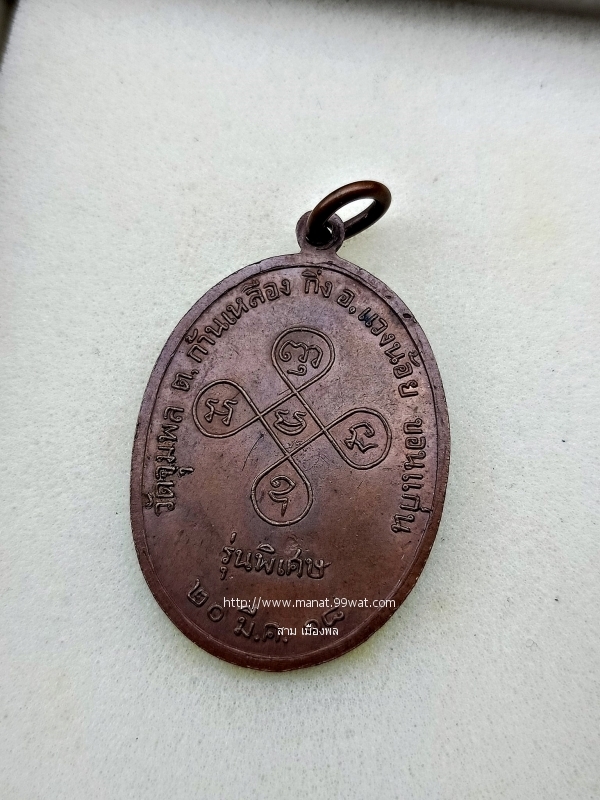 วัดจุมพล ต.ก้านเหลือง กิ่ง อ.แวงน้อย ขอนแก่น
รุ่นพิเศษ
๒๐ มี.ค. ๑๘
http://www.manat.99wat.com/
สาม เมืองพล